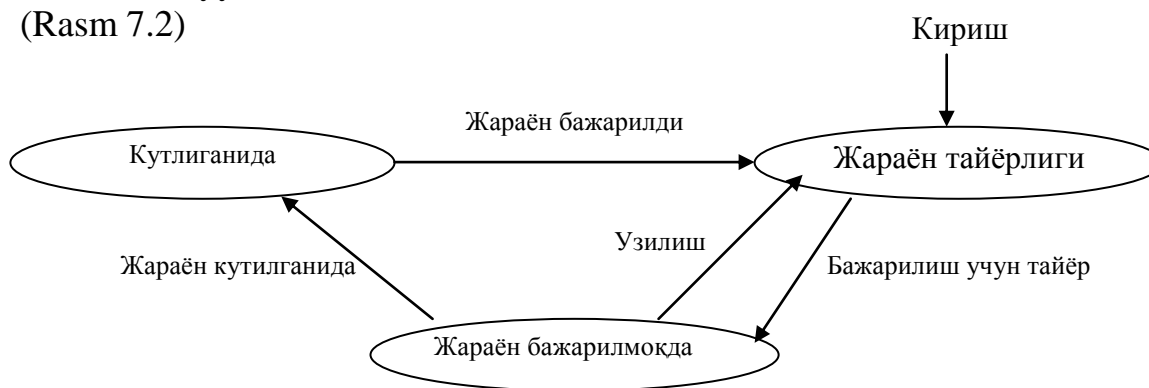 (Rasm 7.2)
Кириш
Жараён бажарилди
Кутлиганида
Жараён тайёрлиги
Узилиш
Жараён кутилганида
Бажарилиш учун тайёр
Жараён бажарилмоқда